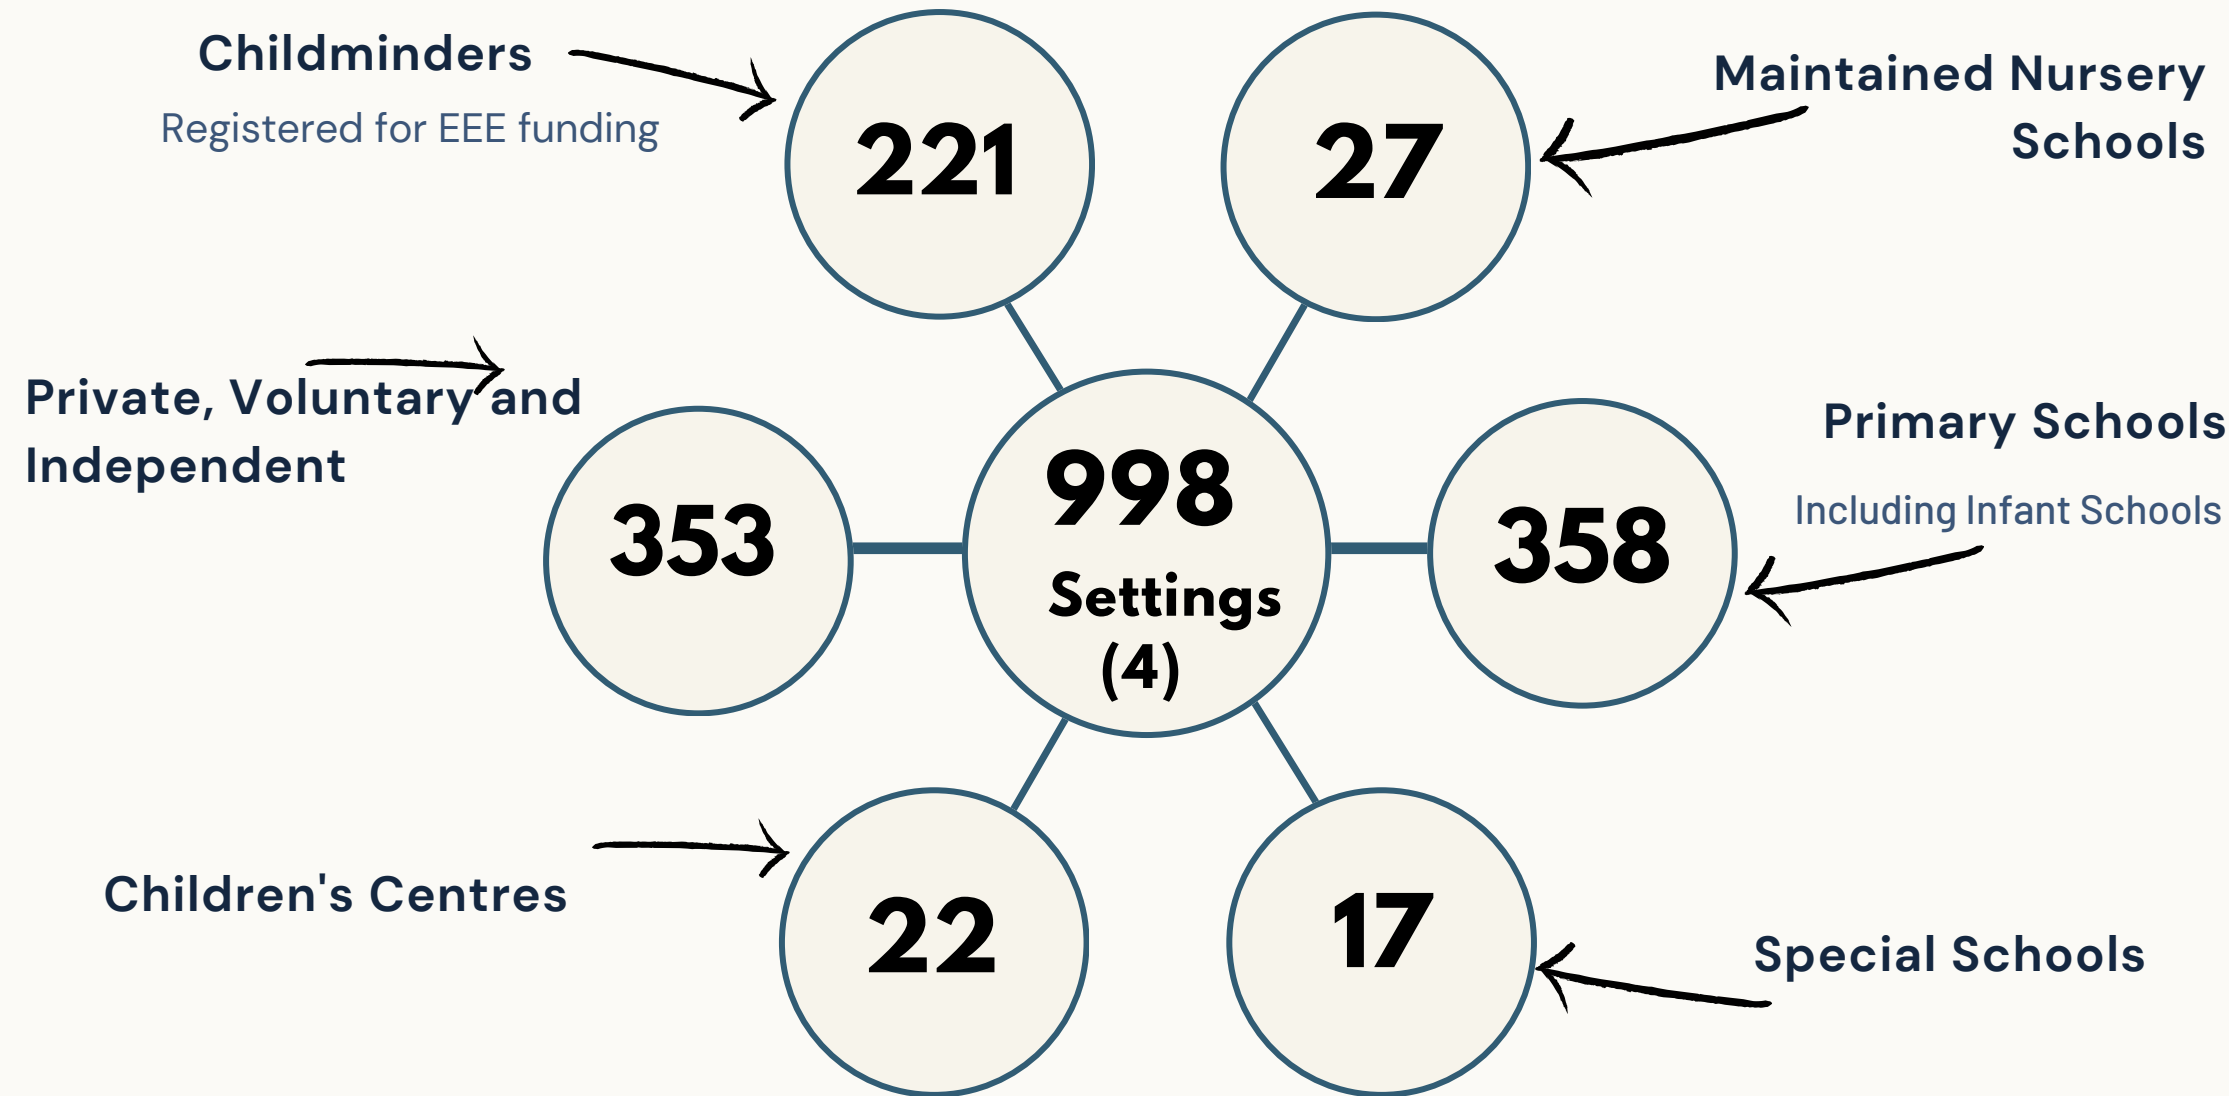 Childminders
Registered for EEE funding
221
27
Maintained Nursery
Schools
Private, Voluntary and
Independent
353
998
Settings
(4)
358
Primary Schools
Including Infant Schools
Children's Centres
22
17
Special Schools